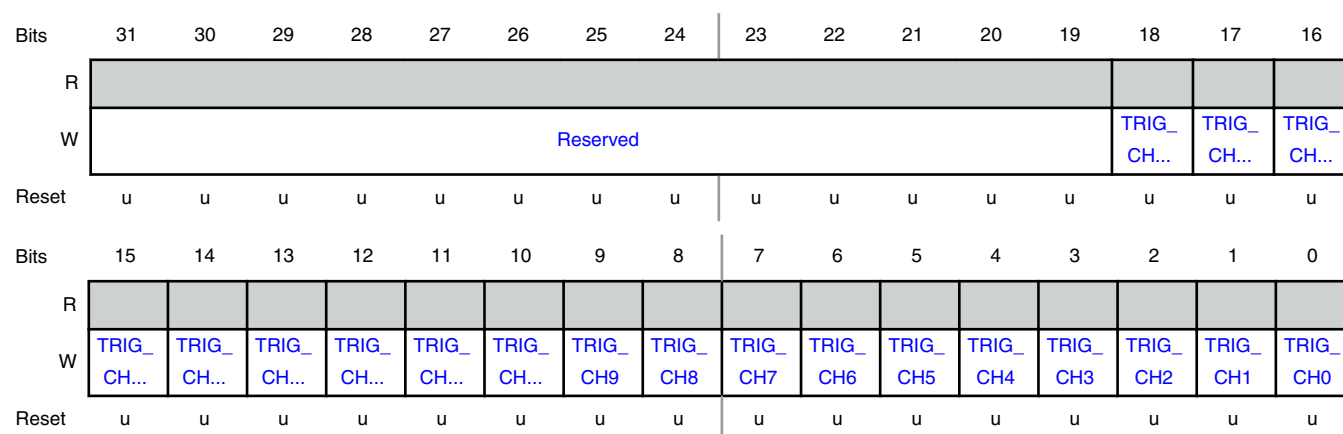 Bits 31 30 29 28 27 26 25 24 23 22 21 20 19 18 17 16
R
W Reserved TRIG_ CH... TRIG_ CH... TRIG_ CH...
Reset u u u u u u u u u u u u u u u u
Bits 15 14 13 12 11 10 9 8 7 6 5 4 3 2 1 0
R
W TRIG_ CH... TRIG_ CH... TRIG_ CH... TRIG_ CH... TRIG_ CH... TRIG_ CH... TRIG_ CH9 TRIG_ CH8 TRIG_ CH7 TRIG_ CH6 TRIG_ CH5 TRIG_ CH4 TRIG_ CH3 TRIG_ CH2 TRIG_ CH1 TRIG_ CH0
Reset u u u u u u u u u u u u u u u u